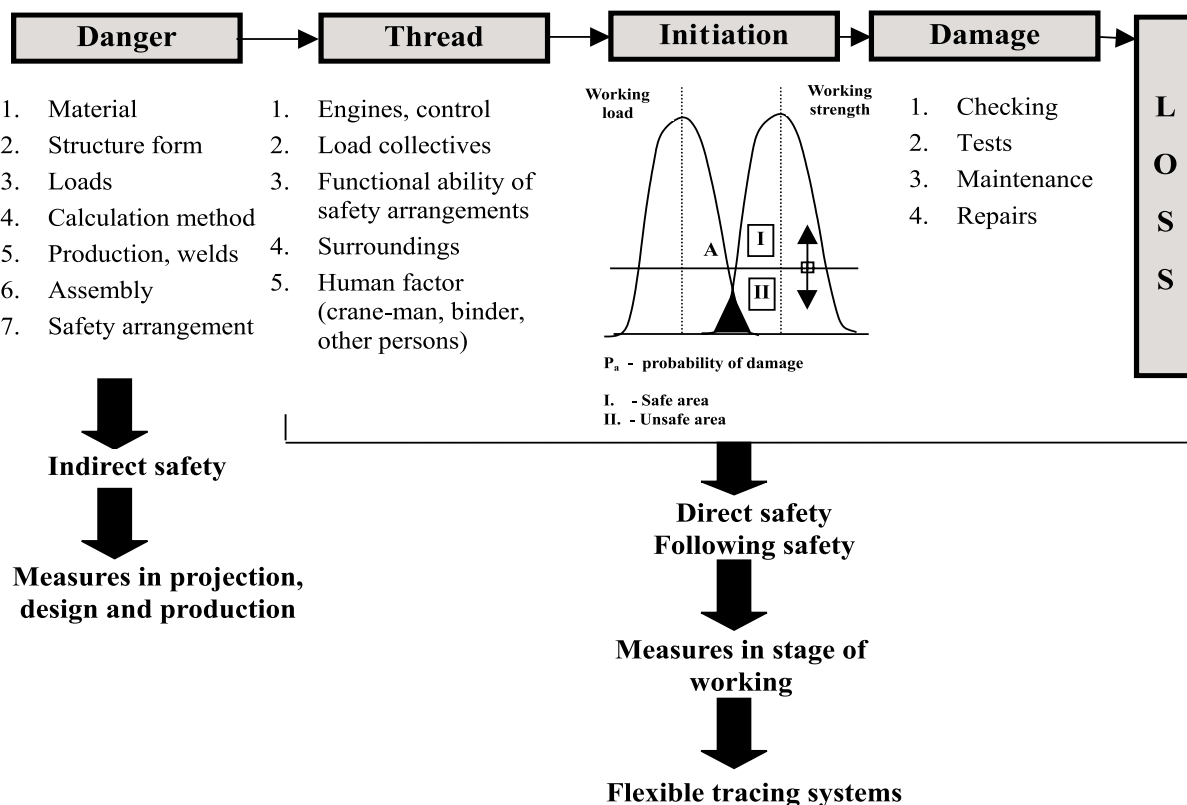 Danger
Thread
Initiation
Damage
LOSS
1. Material
2. Structure form
3. Loads
4. Calculation method
5. Production, welds
6. Assembly
7. Safety arrangement
1. Engines, control
2. Load collectives
3. Functional ability of
safety arrangements
4. Surroundings
5. Human factor
(crane-man, binder,
other persons)
Working
load
Working
strength
A
I
II
Pₐ - probability of damage
I. - Safe area
II. - Unsafe area
1. Checking
2. Tests
3. Maintenance
4. Repairs
Indirect safety
Measures in projection,
design and production
Direct safety
Following safety
Measures in stage of
working
Flexible tracing systems